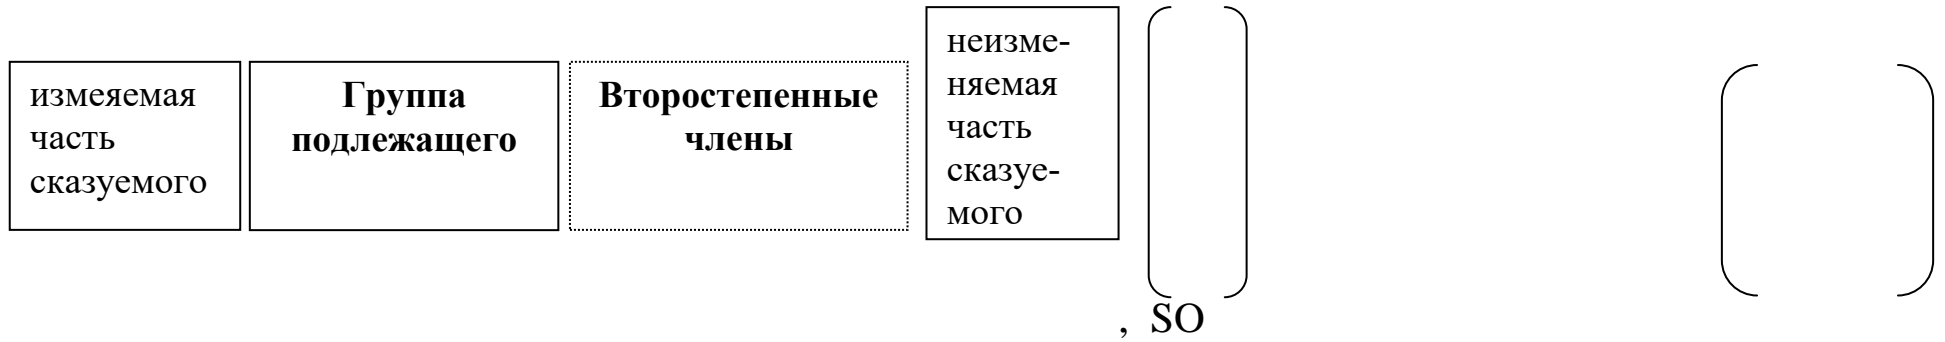 измеяемая
часть
сказуемого
Группа
подлежащего
Второстепенные
члены
неизме-
няемая
часть
сказуе-
мого
, SO